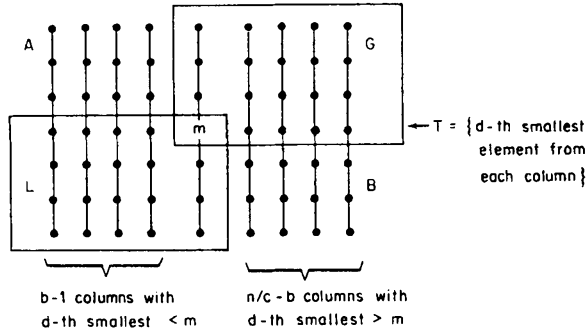 A
G
m
T = {d-th smallest
element from
each column}
L
B
b-1 columns with
d-th smallest < m
n/c-b columns with
d-th smallest > m